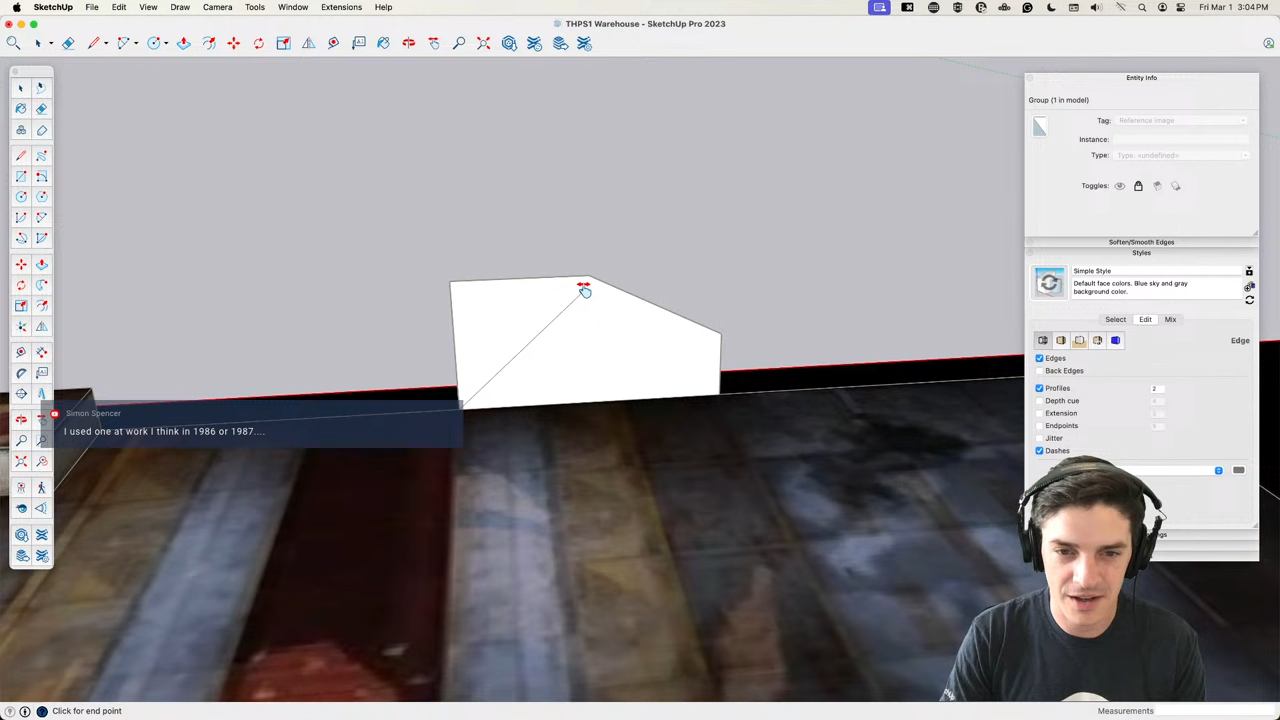 SketchUp File Edit View Draw Camera Tools Window Extensions Help
Fri Mar 1 3:04PM
THPS1 Warehouse - SketchUp Pro 2023
Entity Info
Group (1 in model)
Tag: Reference image
Instance:
Type: Type: <undefined>
Toggles:
Soften/Smooth Edges
Styles
Simple Style
Default face colors. Blue sky and gray
background color.
Select Edit Mix
Edge
Edges
Back Edges
Profiles 2
Depth cue
Extension
Endpoints
Jitter
Dashes
Simon Spencer
I used one at work I think in 1986 or 1987....
Click for end point
Measurements